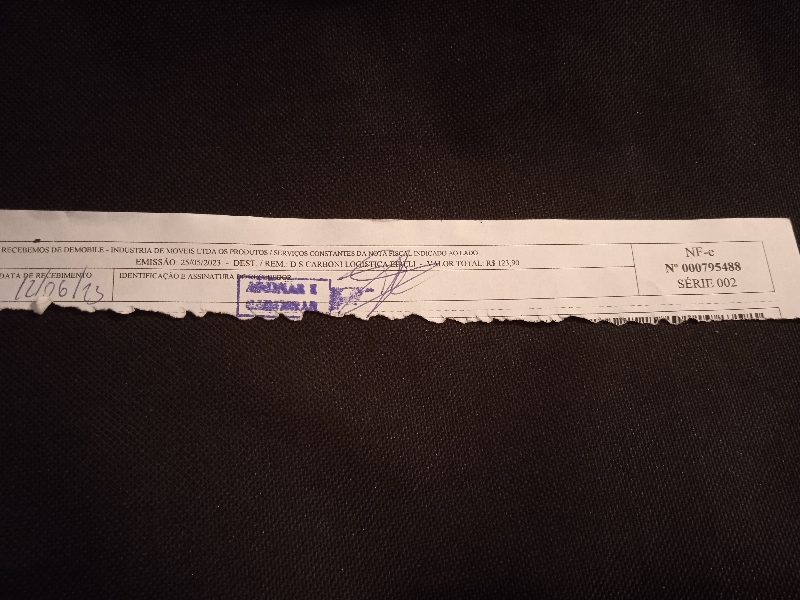 RECEBEMOS DE DEMOBILE - INDUSTRIA DE MOVEIS LTDA OS PRODUTOS / SERVIÇOS CONSTANTES DA NOTA FISCAL INDICADO AO LADO
EMISSÃO: 25/05/2023 - DEST. / REM.: D S CARBONI LOGISTICA EIRELI - VALOR TOTAL: R$ 123,90
NF-e
Nº 000795488
SÉRIE 002
DATA DE RECEBIMENTO
IDENTIFICAÇÃO E ASSINATURA DO RECEBEDOR
12/06/23